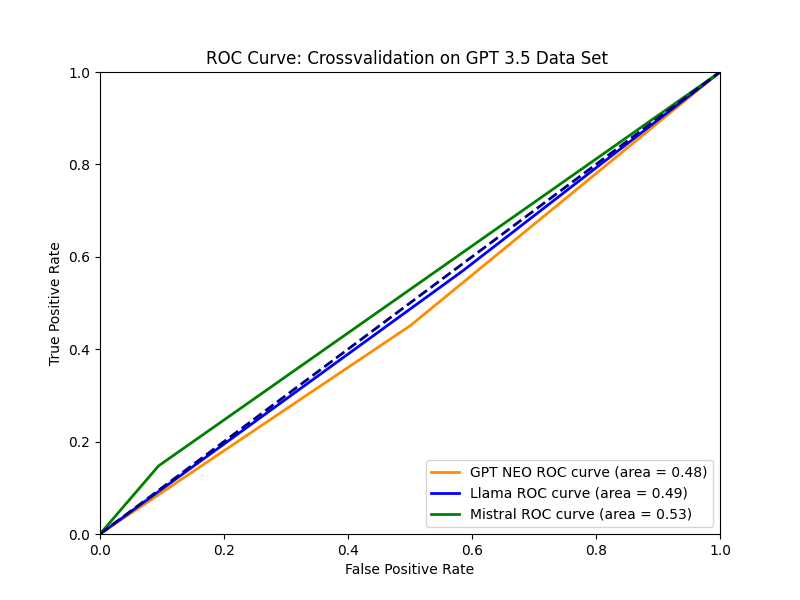 ROC Curve: Crossvalidation on GPT 3.5 Data Set
1.0
0.8
0.6
0.4
0.2
0.0
True Positive Rate
GPT NEO ROC curve (area = 0.48)
Llama ROC curve (area = 0.49)
Mistral ROC curve (area = 0.53)
0.0 0.2 0.4 0.6 0.8 1.0
False Positive Rate